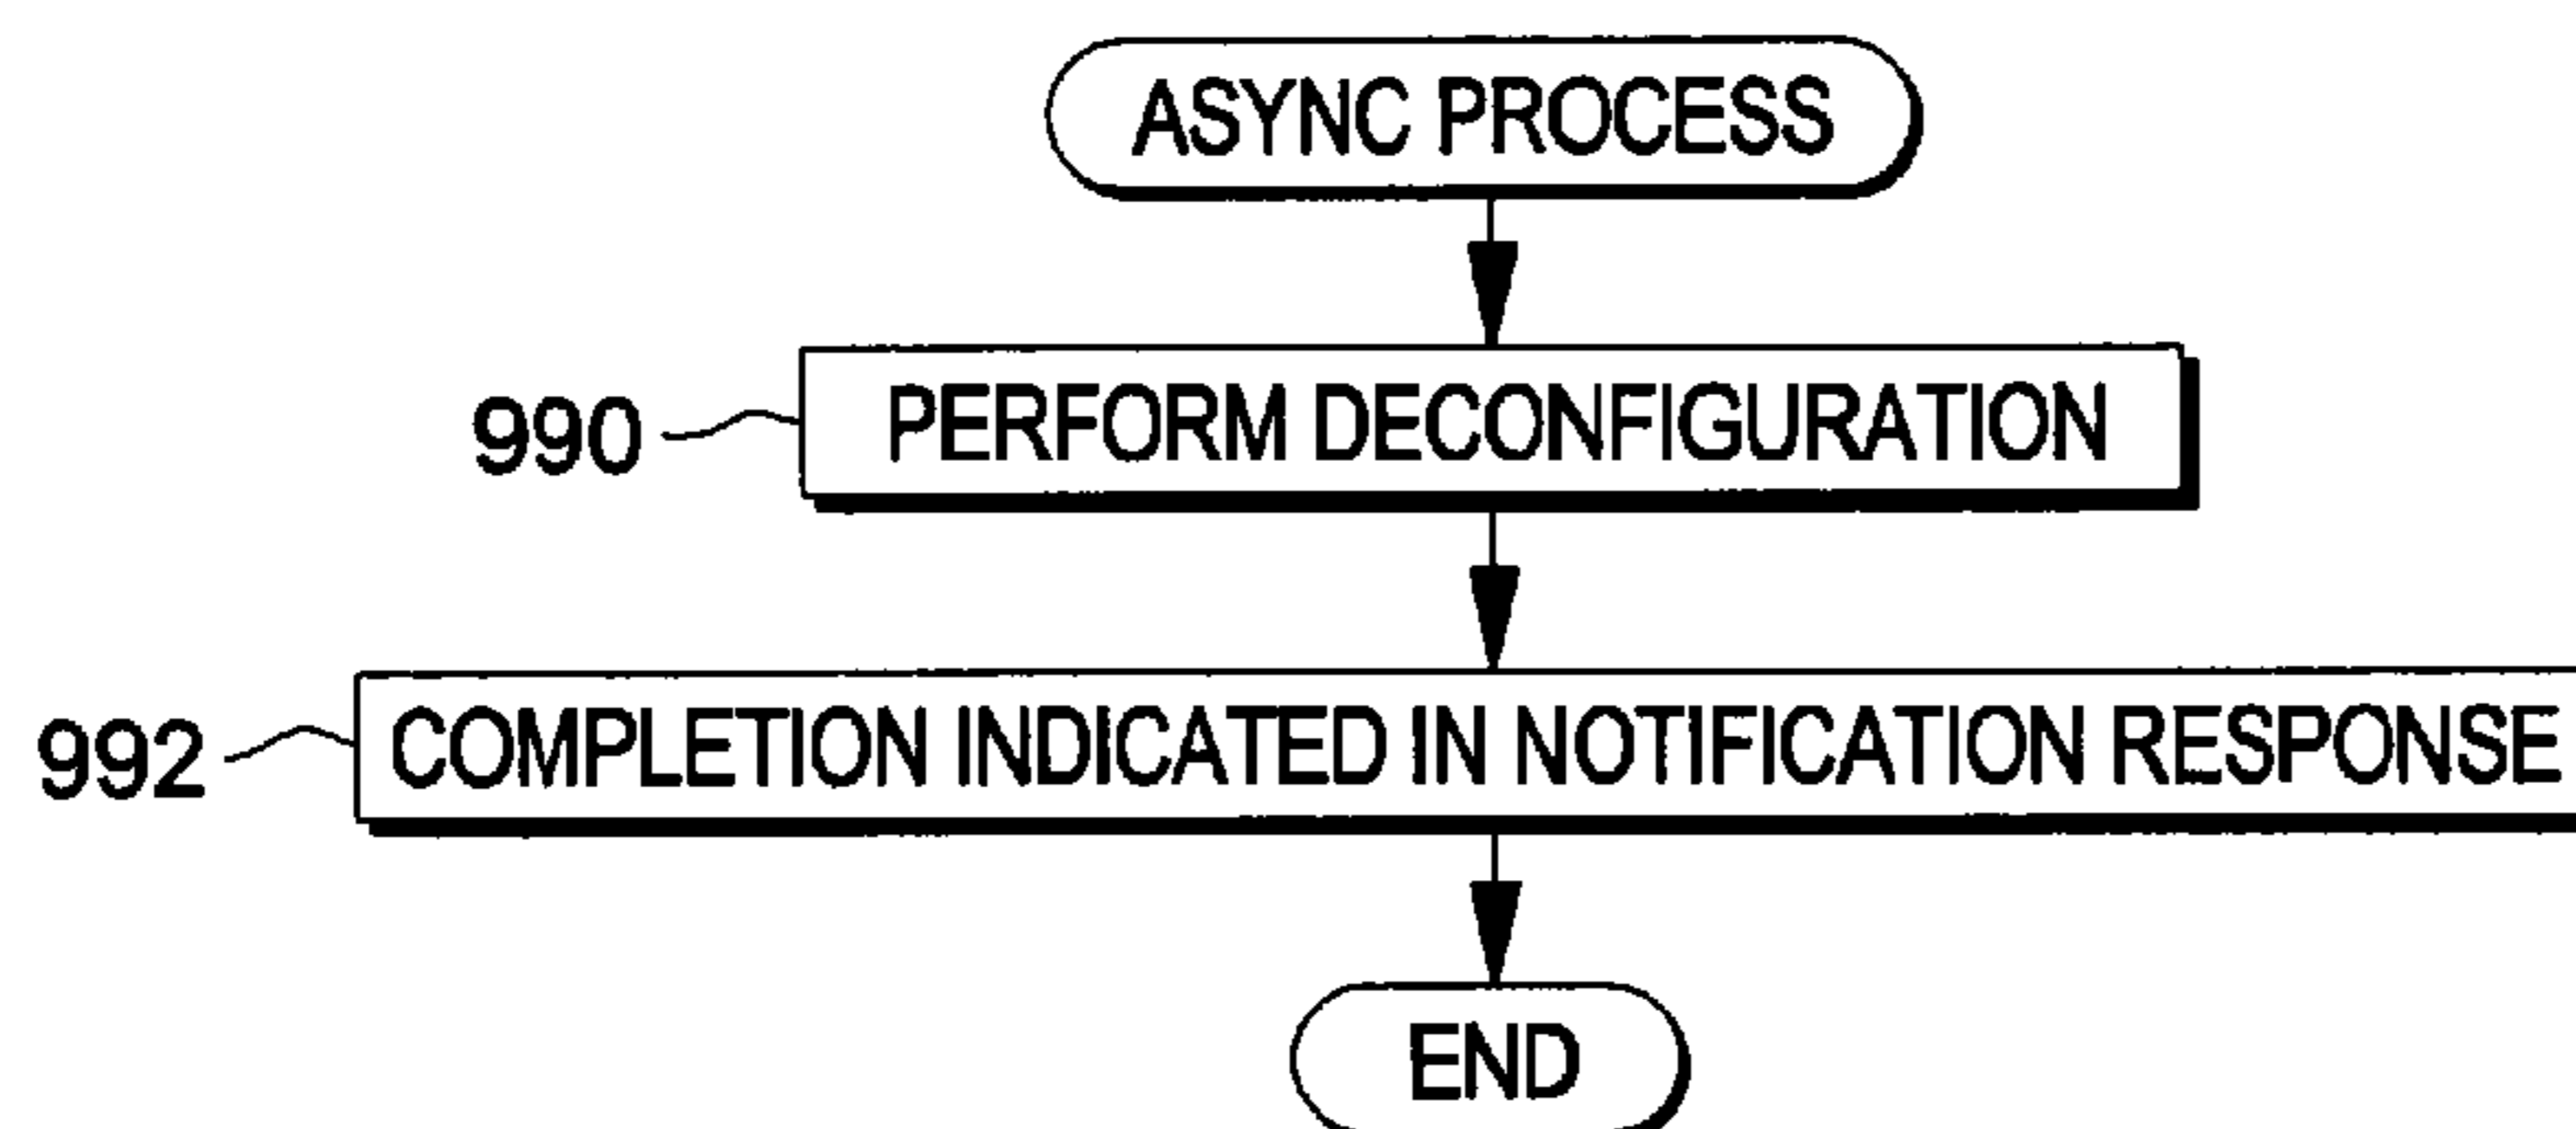 ASYNC PROCESS
990
PERFORM DECONFIGURATION
992
COMPLETION INDICATED IN NOTIFICATION RESPONSE
END